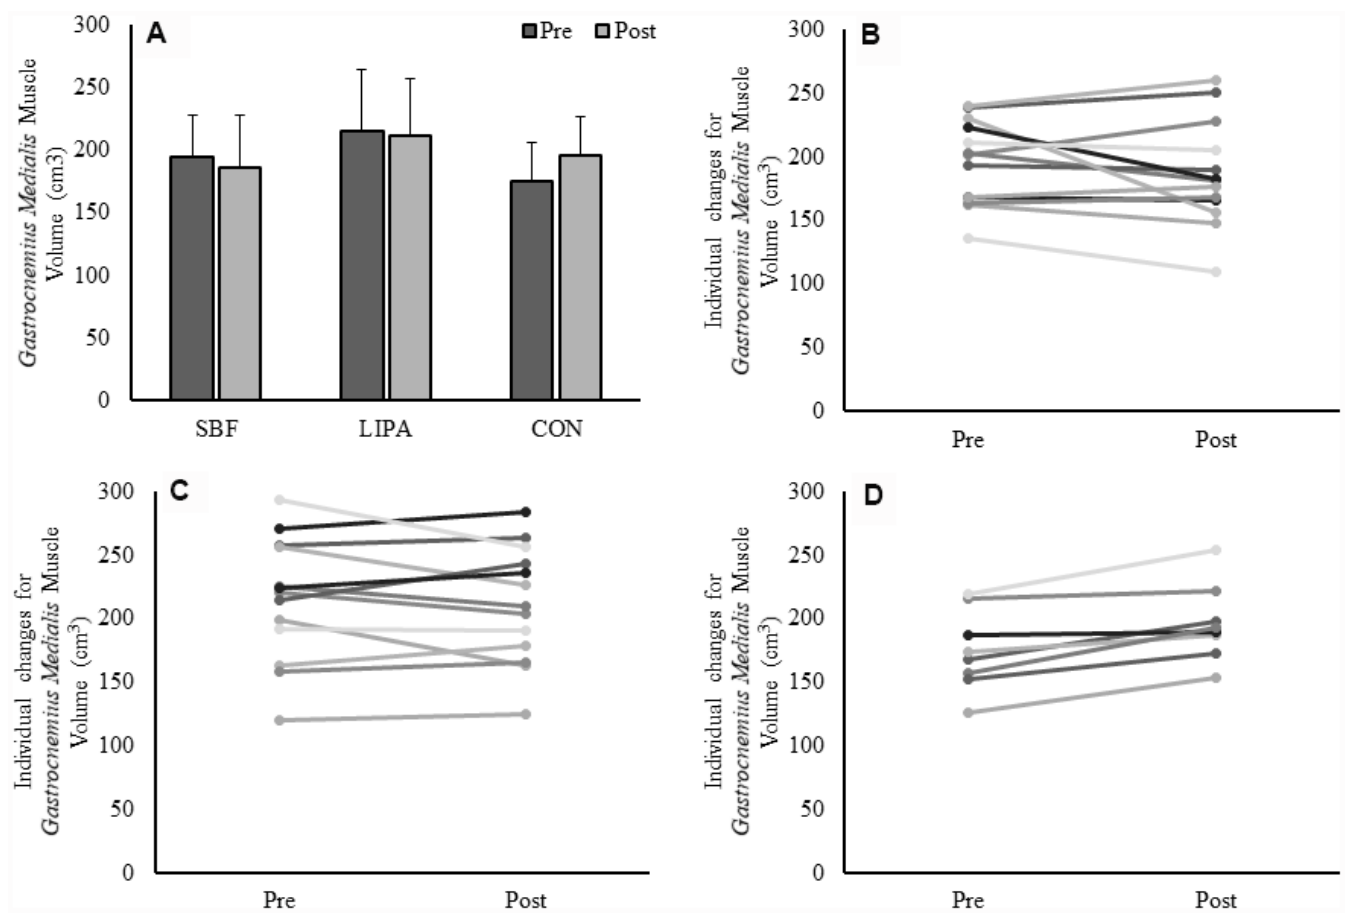 A
Pre Post
Gastrocnemius Medialis Muscle
Volume (cm3)
300
250
200
150
100
50
0
SBF LIPA CON
B
Individual changes for
Gastrocnemius Medialis Muscle
Volume (cm³)
300
250
200
150
100
50
0
Pre Post
C
Individual changes for
Gastrocnemius Medialis Muscle
Volume (cm³)
300
250
200
150
100
50
0
Pre Post
D
Individual changes for
Gastrocnemius Medialis Muscle
Volume (cm³)
300
250
200
150
100
50
0
Pre Post